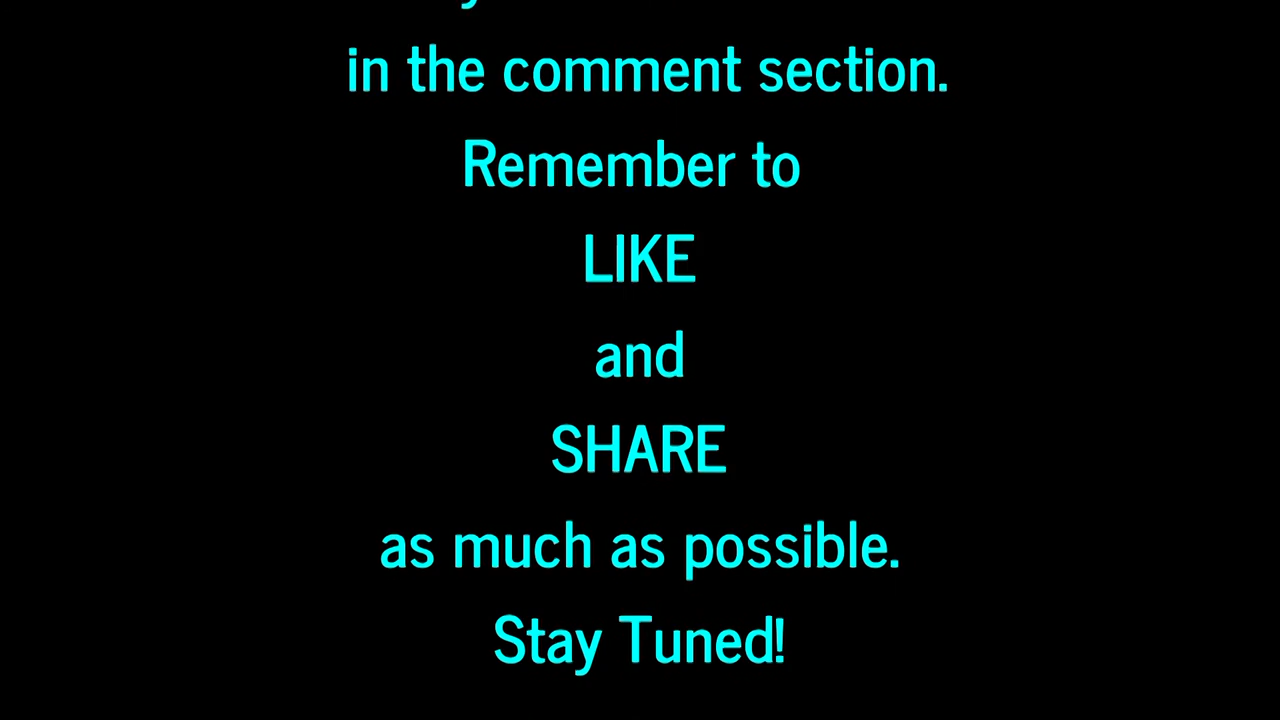 in the comment section.
Remember to
LIKE
and
SHARE
as much as possible.
Stay Tuned!